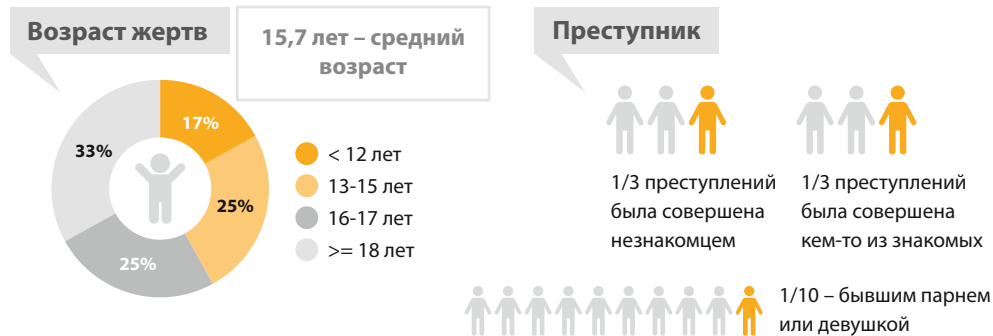 Возраст жертв
15,7 лет – средний
возраст
17%
33%
25%
25%
< 12 лет
13-15 лет
16-17 лет
>= 18 лет
Преступник
1/3 преступлений
была совершена
незнакомцем
1/3 преступлений
была совершена
кем-то из знакомых
1/10 – бывшим парнем
или девушкой